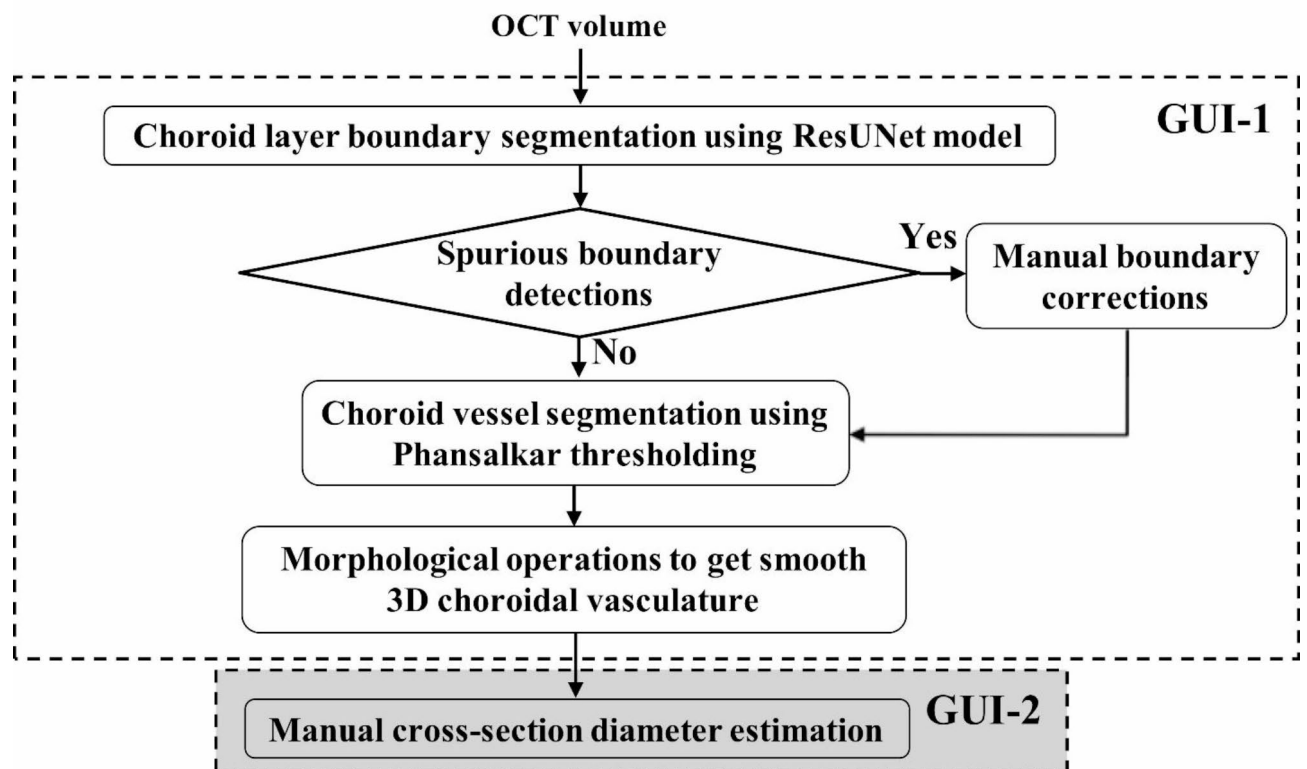 OCT volume
GUI-1
Choroid layer boundary segmentation using ResUNet model
Spurious boundary
detections
Yes
Manual boundary
corrections
No
Choroid vessel segmentation using
Phansalkar thresholding
Morphological operations to get smooth
3D choroidal vasculature
GUI-2
Manual cross-section diameter estimation